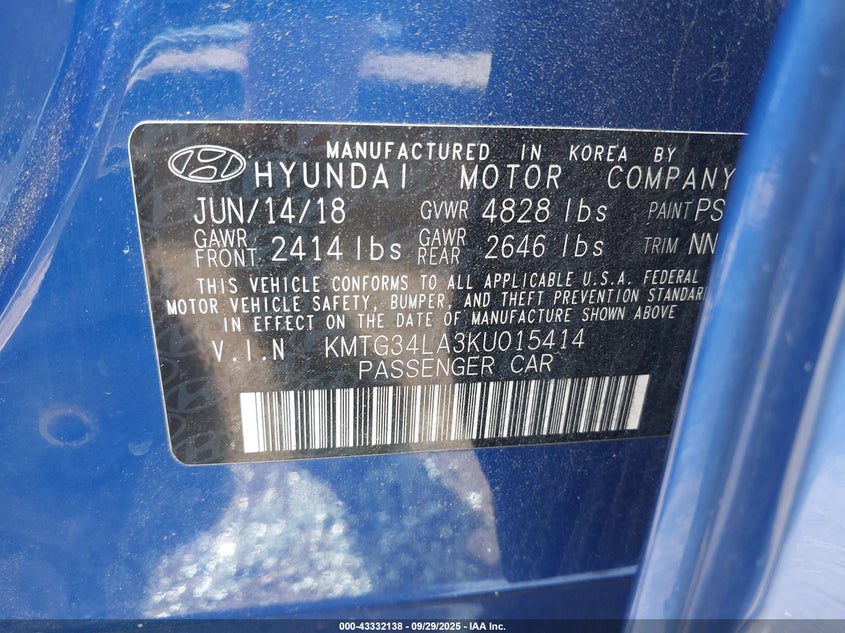 MANUFACTURED IN KOREA BY
HYUNDAI MOTOR COMPANY
JUN/14/18 GVWR 4828 lbs PAINT PS
GAWR FRONT 2414 lbs GAWR REAR 2646 lbs TRIM NN
THIS VEHICLE CONFORMS TO ALL APPLICABLE U.S.A. FEDERAL
MOTOR VEHICLE SAFETY, BUMPER, AND THEFT PREVENTION STANDAR
IN EFFECT ON THE DATE OF MANUFACTURE SHOWN ABOVE
V.I.N KMTG34LA3KU015414
PASSENGER CAR
000-43332138 - 09/29/2025 - IAA Inc.